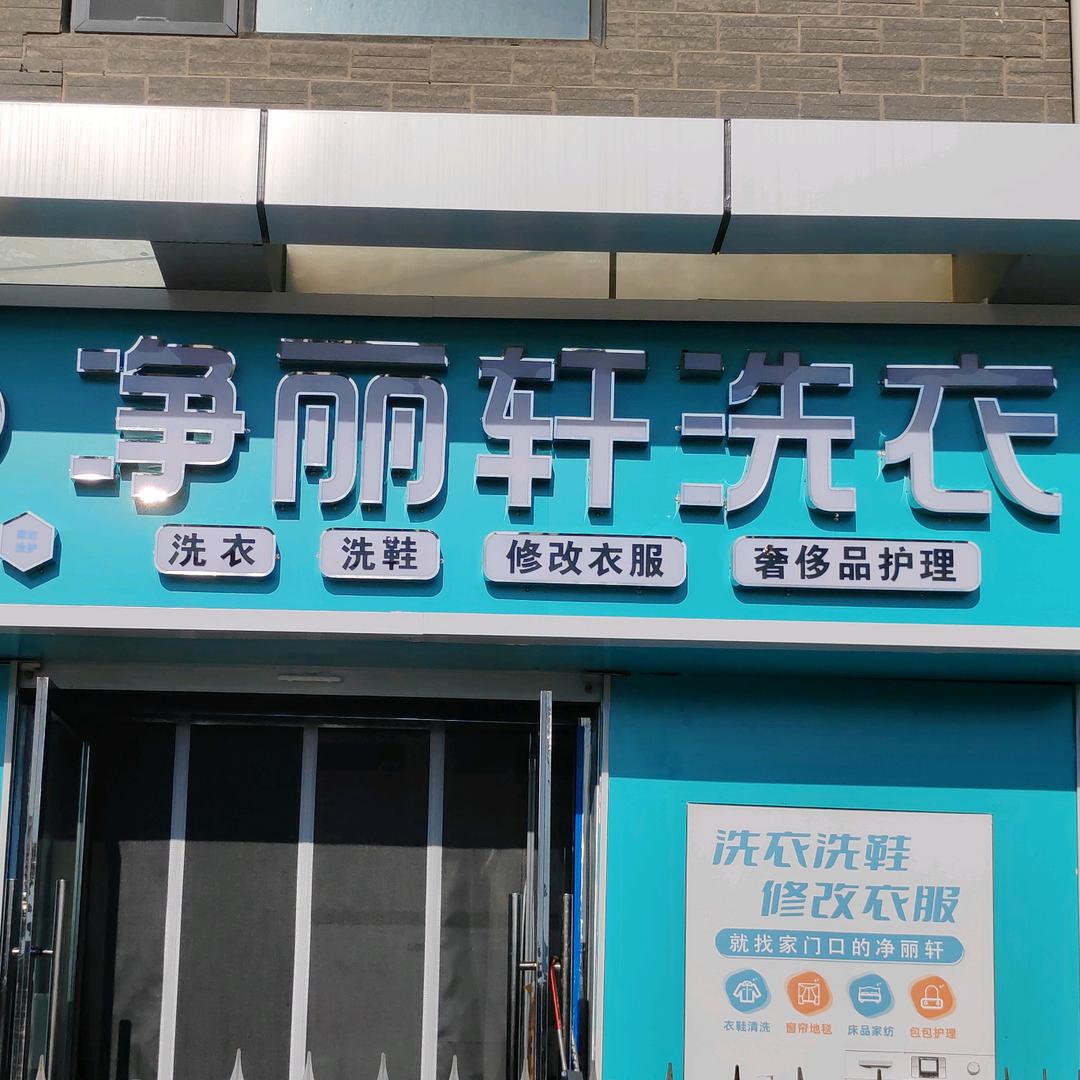 净丽轩洗衣
洗衣
洗鞋
修改衣服
奢侈品护理
洗衣洗鞋
修改衣服
就找家门口的净丽轩
衣鞋清洗
窗帘地毯
床品家纺
包包护理